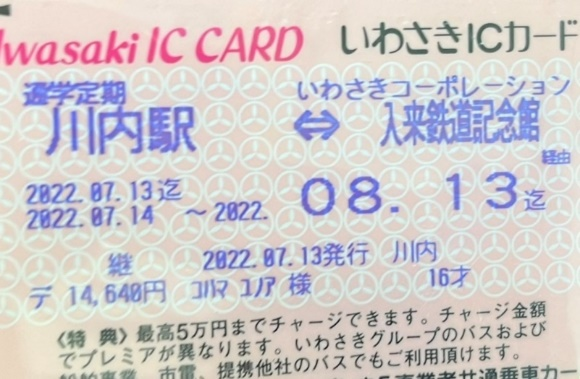 Iwasaki IC CARD いわさきICカード
通学定期 いわさきコーポレーション
川内駅 ⇔ 入来鉄道記念館
経由
2022.07.13迄
2022.07.14 ～2022. 08. 13迄
継 2022.07.13発行 川内
デ 14,640円 コハマ ユノア 様 16才
《特 典》最高5万円までチャージできます。チャージ金額
でプレミアが異なります。いわさきグループのバスおよび
市電、提携他社のバスでもご利用頂けます。